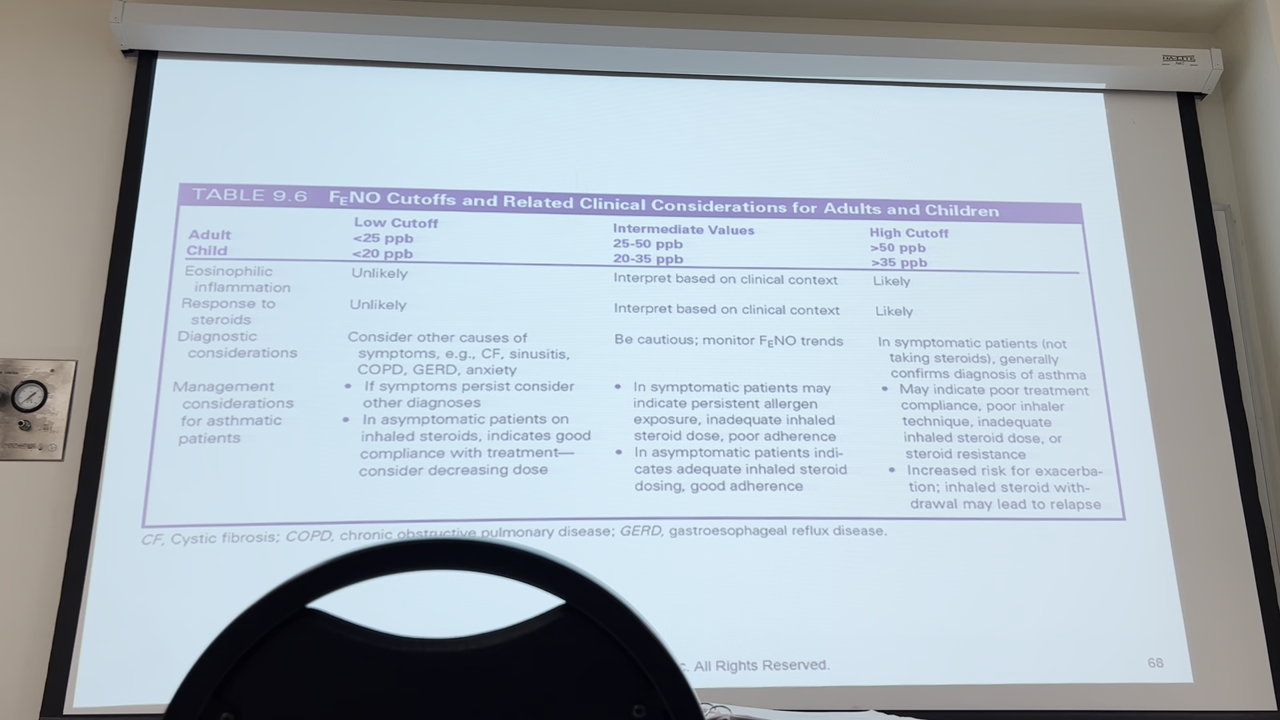 DA-LITE
TABLE 9.6 FENO Cutoffs and Related Clinical Considerations for Adults and Children
Low Cutoff Intermediate Values High Cutoff
Adult <25 ppb 25-50 ppb >50 ppb
Child <20 ppb 20-35 ppb >35 ppb
Eosinophilic
inflammation
Unlikely
Interpret based on clinical context
Likely
Response to
steroids
Unlikely
Interpret based on clinical context
Likely
Diagnostic
considerations
Consider other causes of
symptoms, e.g., CF, sinusitis,
COPD, GERD, anxiety
Be cautious; monitor FENO trends
In symptomatic patients (not
taking steroids), generally
confirms diagnosis of asthma
Management
considerations
for asthmatic
patients
• If symptoms persist consider
other diagnoses
• In asymptomatic patients on
inhaled steroids, indicates good
compliance with treatment—
consider decreasing dose
• In symptomatic patients may
indicate persistent allergen
exposure, inadequate inhaled
steroid dose, poor adherence
• In asymptomatic patients indi-
cates adequate inhaled steroid
dosing, good adherence
• May indicate poor treatment
compliance, poor inhaler
technique, inadequate
inhaled steroid dose, or
steroid resistance
• Increased risk for exacerba-
tion; inhaled steroid with-
drawal may lead to relapse
CF, Cystic fibrosis; COPD, chronic obstructive pulmonary disease; GERD, gastroesophageal reflux disease.
All Rights Reserved.
68